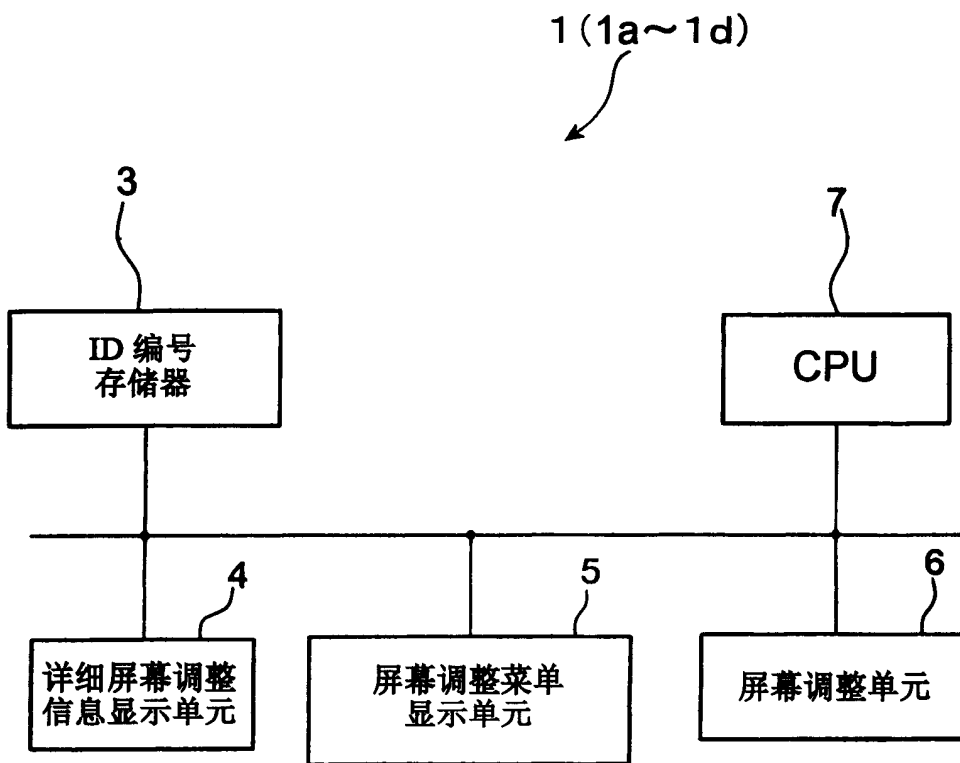 1(1a～1d)
3
7
ID 编号
存储器
CPU
4
5
6
详细屏幕调整
信息显示单元
屏幕调整菜单
显示单元
屏幕调整单元